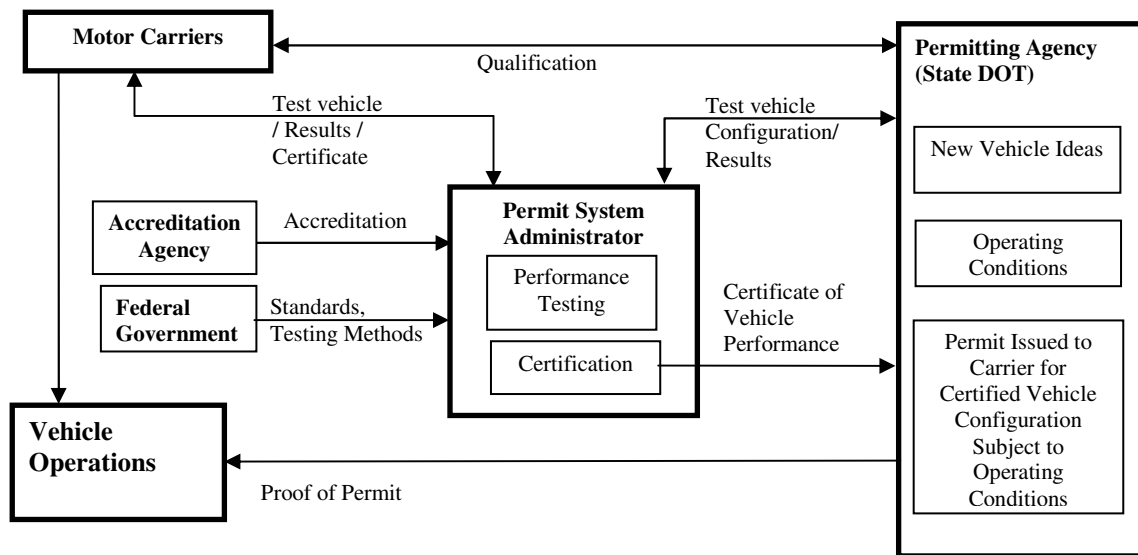 Motor Carriers
Qualification
Permitting Agency
(State DOT)
Test vehicle
/ Results /
Certificate
Test vehicle
Configuration/
Results
New Vehicle Ideas
Accreditation
Agency
Accreditation
Permit System
Administrator
Operating
Conditions
Performance
Testing
Federal
Government
Standards,
Testing Methods
Certificate of
Vehicle
Performance
Certification
Permit Issued to
Carrier for
Certified Vehicle
Configuration
Subject to
Operating
Conditions
Vehicle
Operations
Proof of Permit